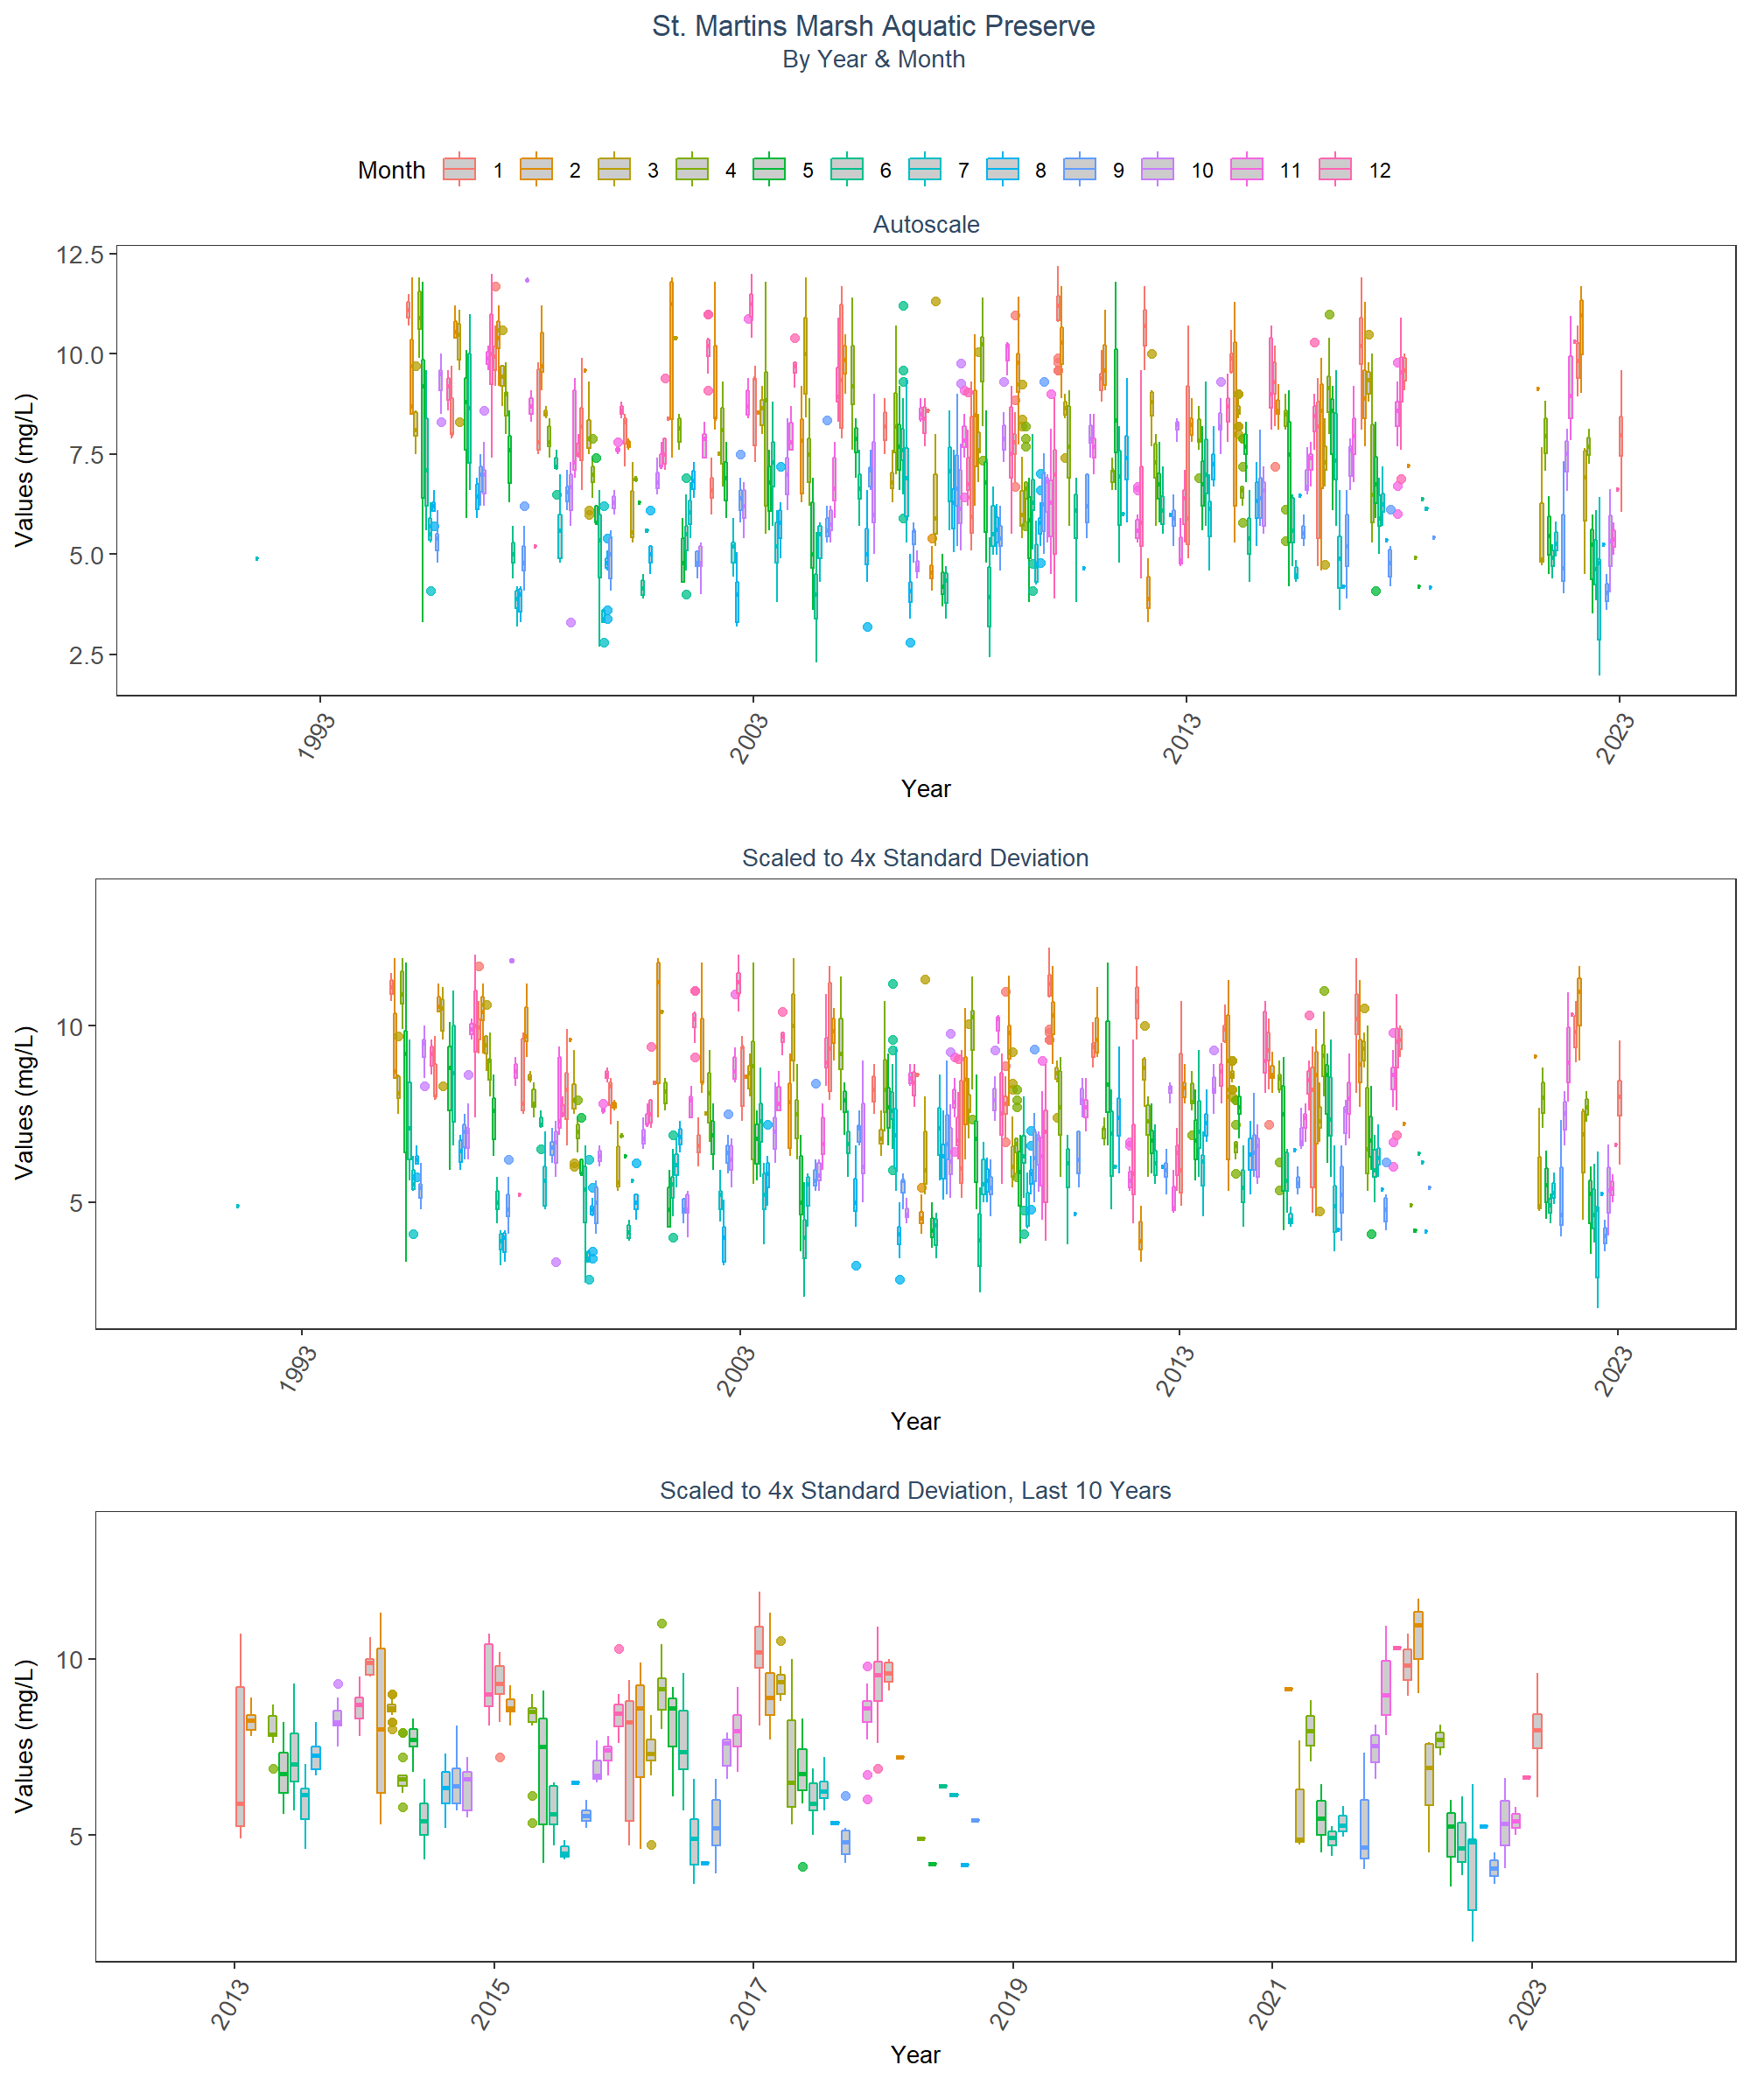 St. Martins Marsh Aquatic Preserve
By Year & Month
Month 1 2 3 4 5 6 7 8 9 10 11 12
Autoscale
Values (mg/L)
12.5
10.0
7.5
5.0
2.5
1993 2003 2013 2023
Year
Scaled to 4x Standard Deviation
Values (mg/L)
10
5
1993 2003 2013 2023
Year
Scaled to 4x Standard Deviation, Last 10 Years
Values (mg/L)
10
5
2013 2015 2017 2019 2021 2023
Year